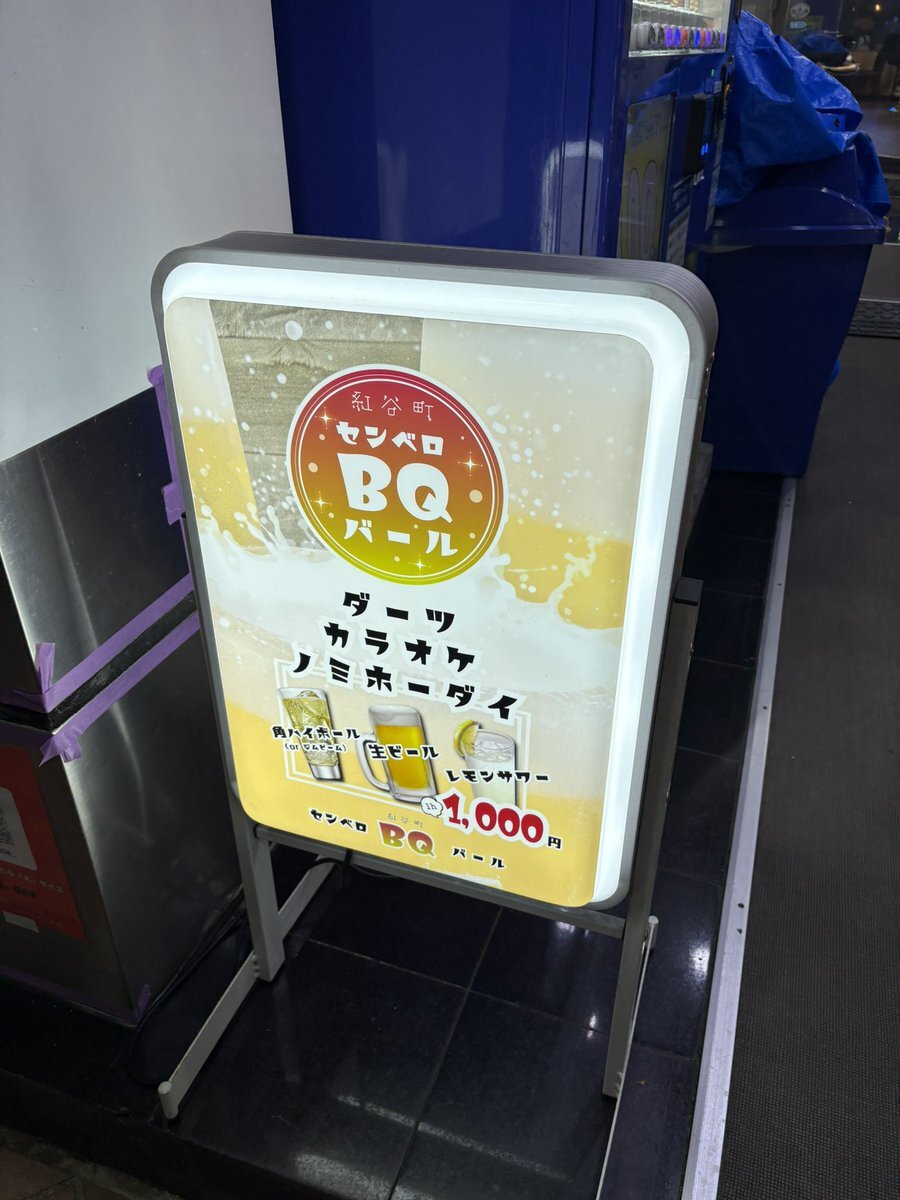 紅谷町
センベロ
BQ
バール
ダーツ
カラオケ
ノミホーダイ
角ハイボール
(or ジムビーム)
生ビール
レモンサワー
1h
1,000円
紅谷町
センベロ BQ バール